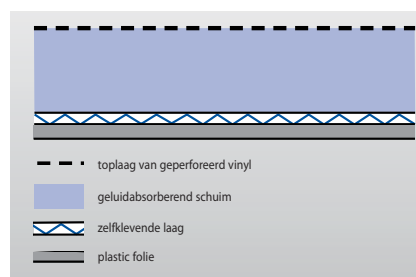 toplaag van geperforeerd vinyl
geluidabsorberend schuim
zelfklevende laag
plastic folie